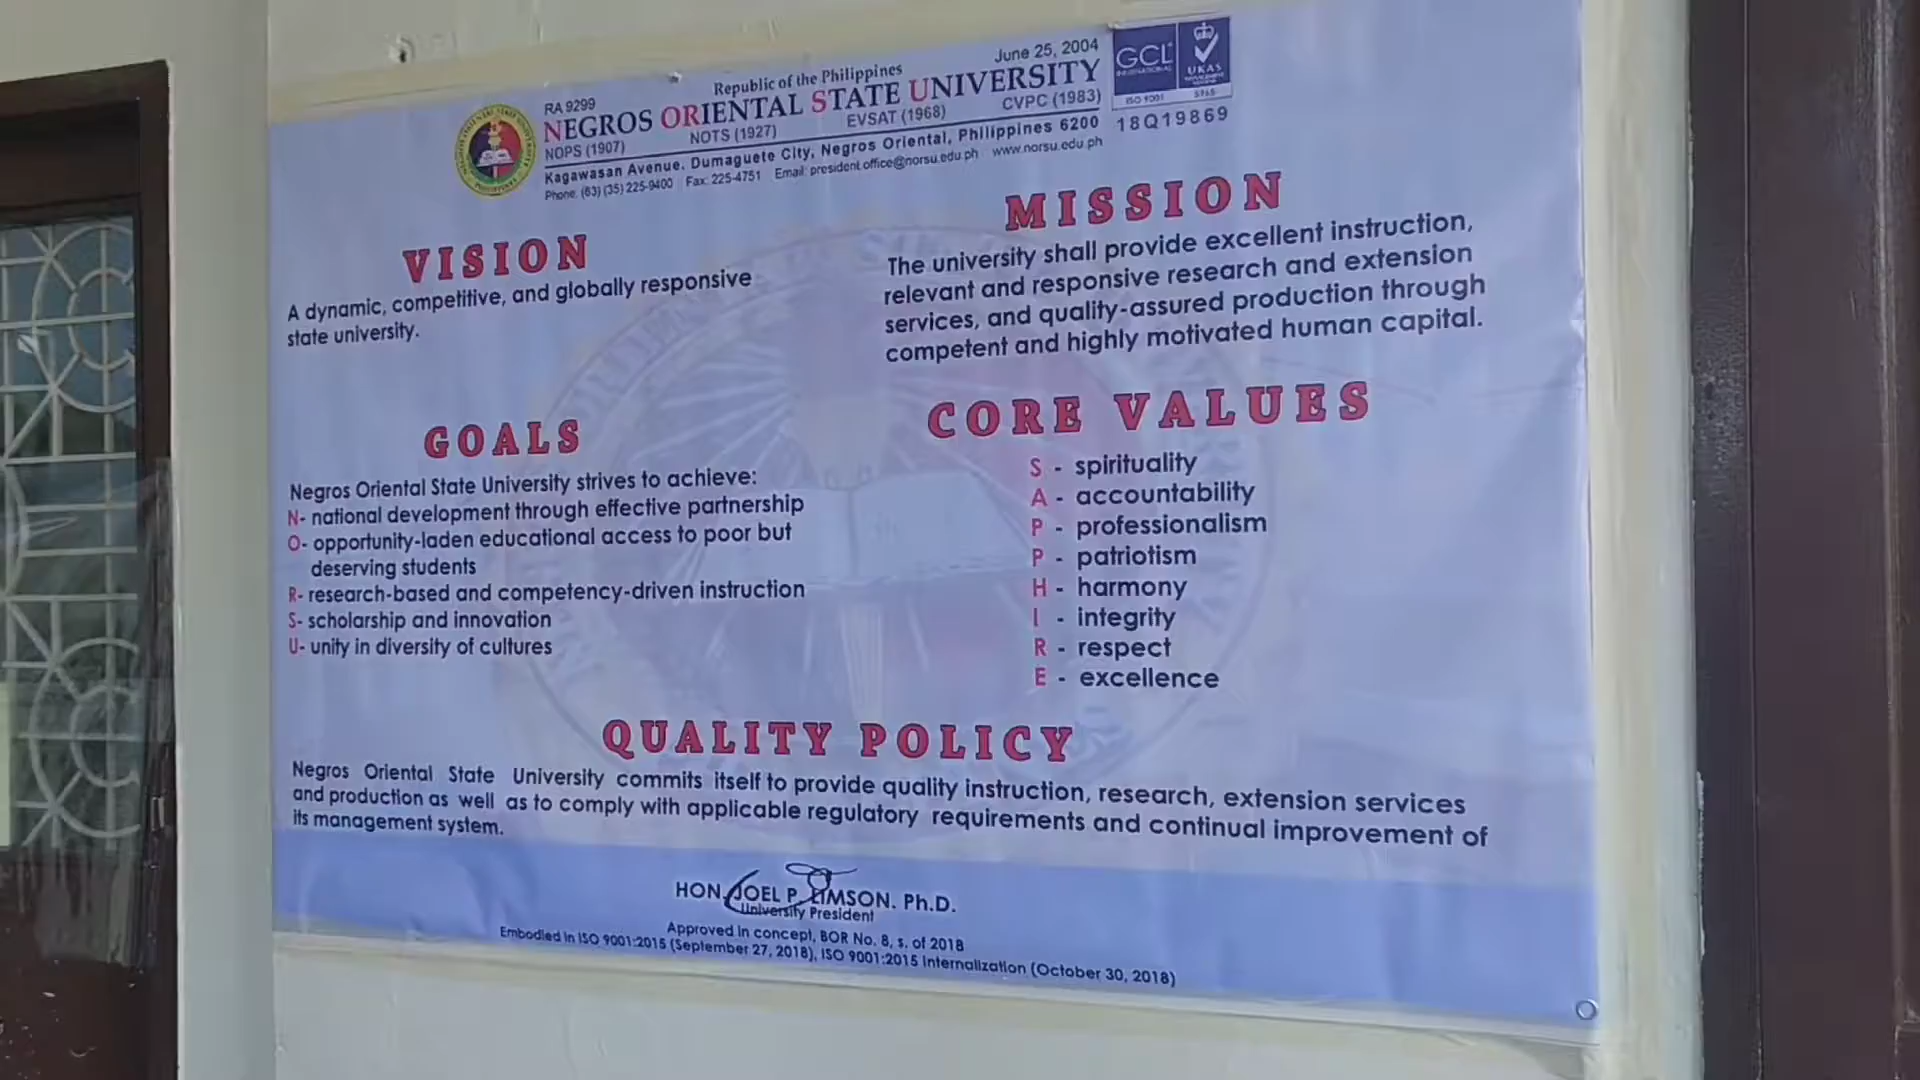 June 25, 2004
Republic of the Philippines
RA 9299
NEGROS ORIENTAL STATE UNIVERSITY
NOPS (1907) NOTS (1927) EVSAT (1968) CVPC (1983)
Kagawasan Avenue. Dumaguete City, Negros Oriental, Philippines 6200
Phone: (63) (35) 225-9400 Fax: 225-4751 Email: president.office@norsu.edu.ph www.norsu.edu.ph
GCL
INTERNATIONAL
UKAS
ISO 9001
18Q19869
VISION
A dynamic, competitive, and globally responsive
state university.
MISSION
The university shall provide excellent instruction,
relevant and responsive research and extension
services, and quality-assured production through
competent and highly motivated human capital.
GOALS
Negros Oriental State University strives to achieve:
N- national development through effective partnership
O- opportunity-laden educational access to poor but
deserving students
R- research-based and competency-driven instruction
S- scholarship and innovation
U- unity in diversity of cultures
CORE VALUES
S - spirituality
A - accountability
P - professionalism
P - patriotism
H - harmony
I - integrity
R - respect
E - excellence
QUALITY POLICY
Negros Oriental State University commits itself to provide quality instruction, research, extension services
and production as well as to comply with applicable regulatory requirements and continual improvement of
its management system.
HON. JOEL P. LIMSON. Ph.D.
University President
Approved in concept, BOR No. 8, s. of 2018
Embodied in ISO 9001:2015 (September 27, 2018), ISO 9001:2015 Internalization (October 30, 2018)